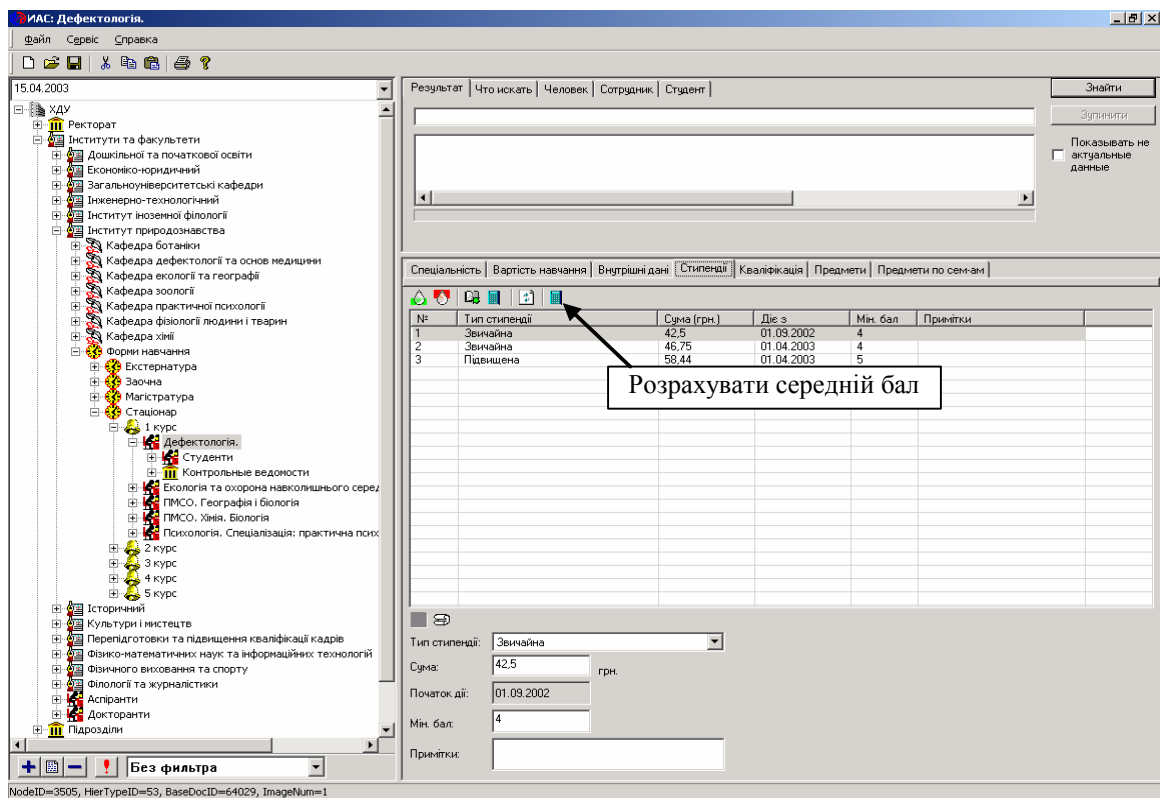 ИАС: Дефектологія.
Файл Сервіс Справка
15.04.2003
ХДУ
Ректорат
Інститути та факультети
Дошкільної та початкової освіти
Економіко-юридичний
Загальноуніверситетські кафедри
Інженерно-технологічний
Інститут іноземної філології
Інститут природознавства
Кафедра ботаніки
Кафедра дефектології та основ медицини
Кафедра екології та географії
Кафедра зоології
Кафедра практичної психології
Кафедра фізіології людини і тварин
Кафедра хімії
Форми навчання
Екстернатура
Заочна
Магістратура
Стаціонар
1 курс
Дефектологія.
Студенти
Контрольные ведомости
Екологія та охорона навколишнього серед
ПМСО. Географія і біологія
ПМСО. Хімія. Біологія
Психологія. Спеціалізація: практична псих
2 курс
3 курс
4 курс
5 курс
Історичний
Культури і мистецтв
Перепідготовки та підвищення кваліфікації кадрів
Фізико-математичних наук та інформаційних технологій
Фізичного виховання та спорту
Філології та журналістики
Аспіранти
Докторанти
Підрозділи
Без фильтра
Результат Что искать Человек Сотрудник Студент
Знайти
Зупинити
Показывать не
актуальные
данные
Спеціальність Вартість навчання Внутрішні дані Стипендії Кваліфікація Предмети Предмети по сем-ам
№ Тип стипендії Сума (грн.) Діє з Мін. бал Примітки
1 Звичайна 42,5 01.09.2002 4
2 Звичайна 46,75 01.04.2003 4
3 Підвищена 58,44 01.04.2003 5
Розрахувати середній бал
Тип стипендії: Звичайна
Сума: 42,5 грн.
Початок дії: 01.09.2002
Мін. бал: 4
Примітки:
NodeID=3505, HierTypeID=53, BaseDocID=64029, ImageNum=1